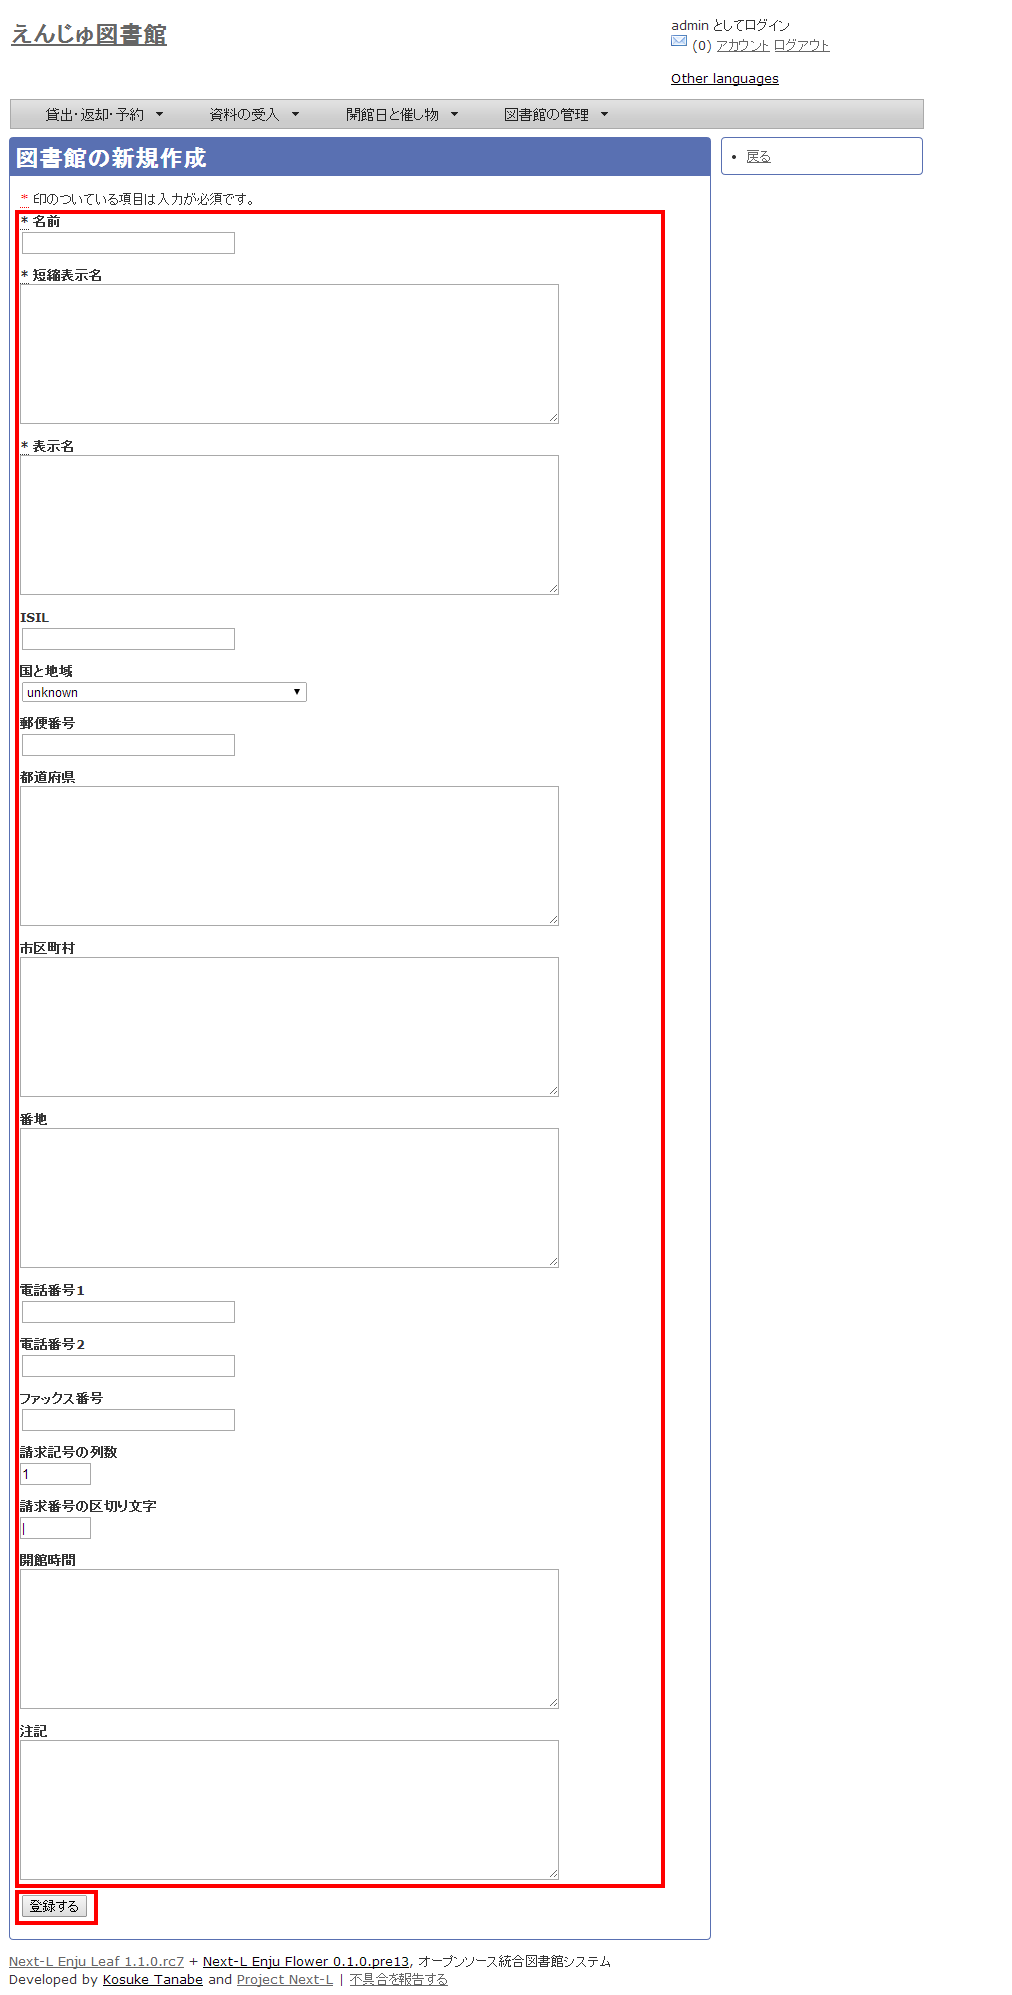 えんじゅ図書館
admin としてログイン
(0) アカウント ログアウト
Other languages
貸出・返却・予約 ▼ 資料の受入 ▼ 開館日と催し物 ▼ 図書館の管理 ▼
図書館の新規作成
• 戻る
* 印のついている項目は入力が必須です。
* 名前
* 短縮表示名
* 表示名
ISIL
国と地域
unknown ▼
郵便番号
都道府県
市区町村
番地
電話番号1
電話番号2
ファックス番号
請求記号の列数
1
請求番号の区切り文字
|
開館時間
注記
登録する
Next-L Enju Leaf 1.1.0.rc7 + Next-L Enju Flower 0.1.0.pre13, オープンソース統合図書館システム
Developed by Kosuke Tanabe and Project Next-L | 不具合を報告する